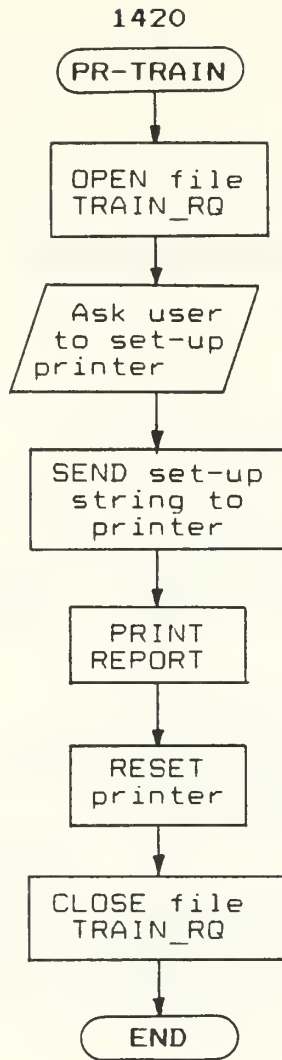 1420
PR-TRAIN
OPEN file
TRAIN_RQ
Ask user
to set-up
printer
SEND set-up
string to
printer
PRINT
REPORT
RESET
printer
CLOSE file
TRAIN_RQ
END